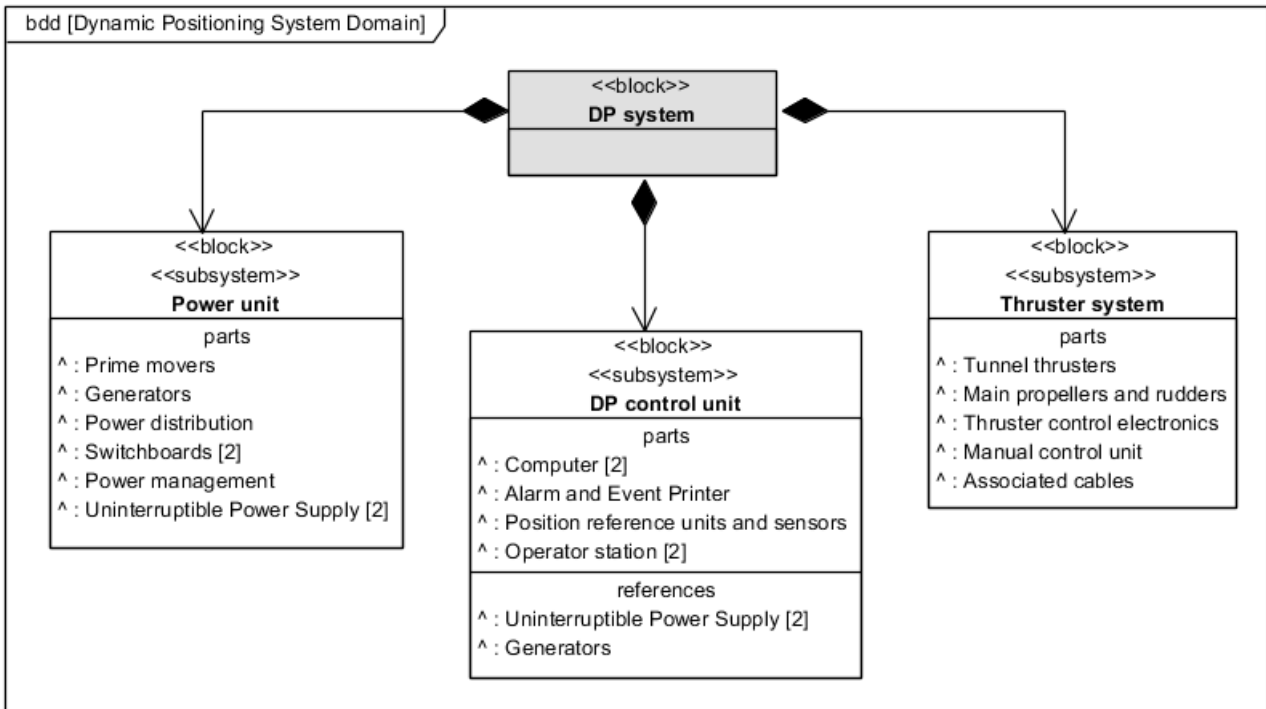 bdd [Dynamic Positioning System Domain]
<<block>>
DP system
<<block>>
<<subsystem>>
Power unit
parts
^ : Prime movers
^ : Generators
^ : Power distribution
^ : Switchboards [2]
^ : Power management
^ : Uninterruptible Power Supply [2]
<<block>>
<<subsystem>>
DP control unit
parts
^ : Computer [2]
^ : Alarm and Event Printer
^ : Position reference units and sensors
^ : Operator station [2]
references
^ : Uninterruptible Power Supply [2]
^ : Generators
<<block>>
<<subsystem>>
Thruster system
parts
^ : Tunnel thrusters
^ : Main propellers and rudders
^ : Thruster control electronics
^ : Manual control unit
^ : Associated cables